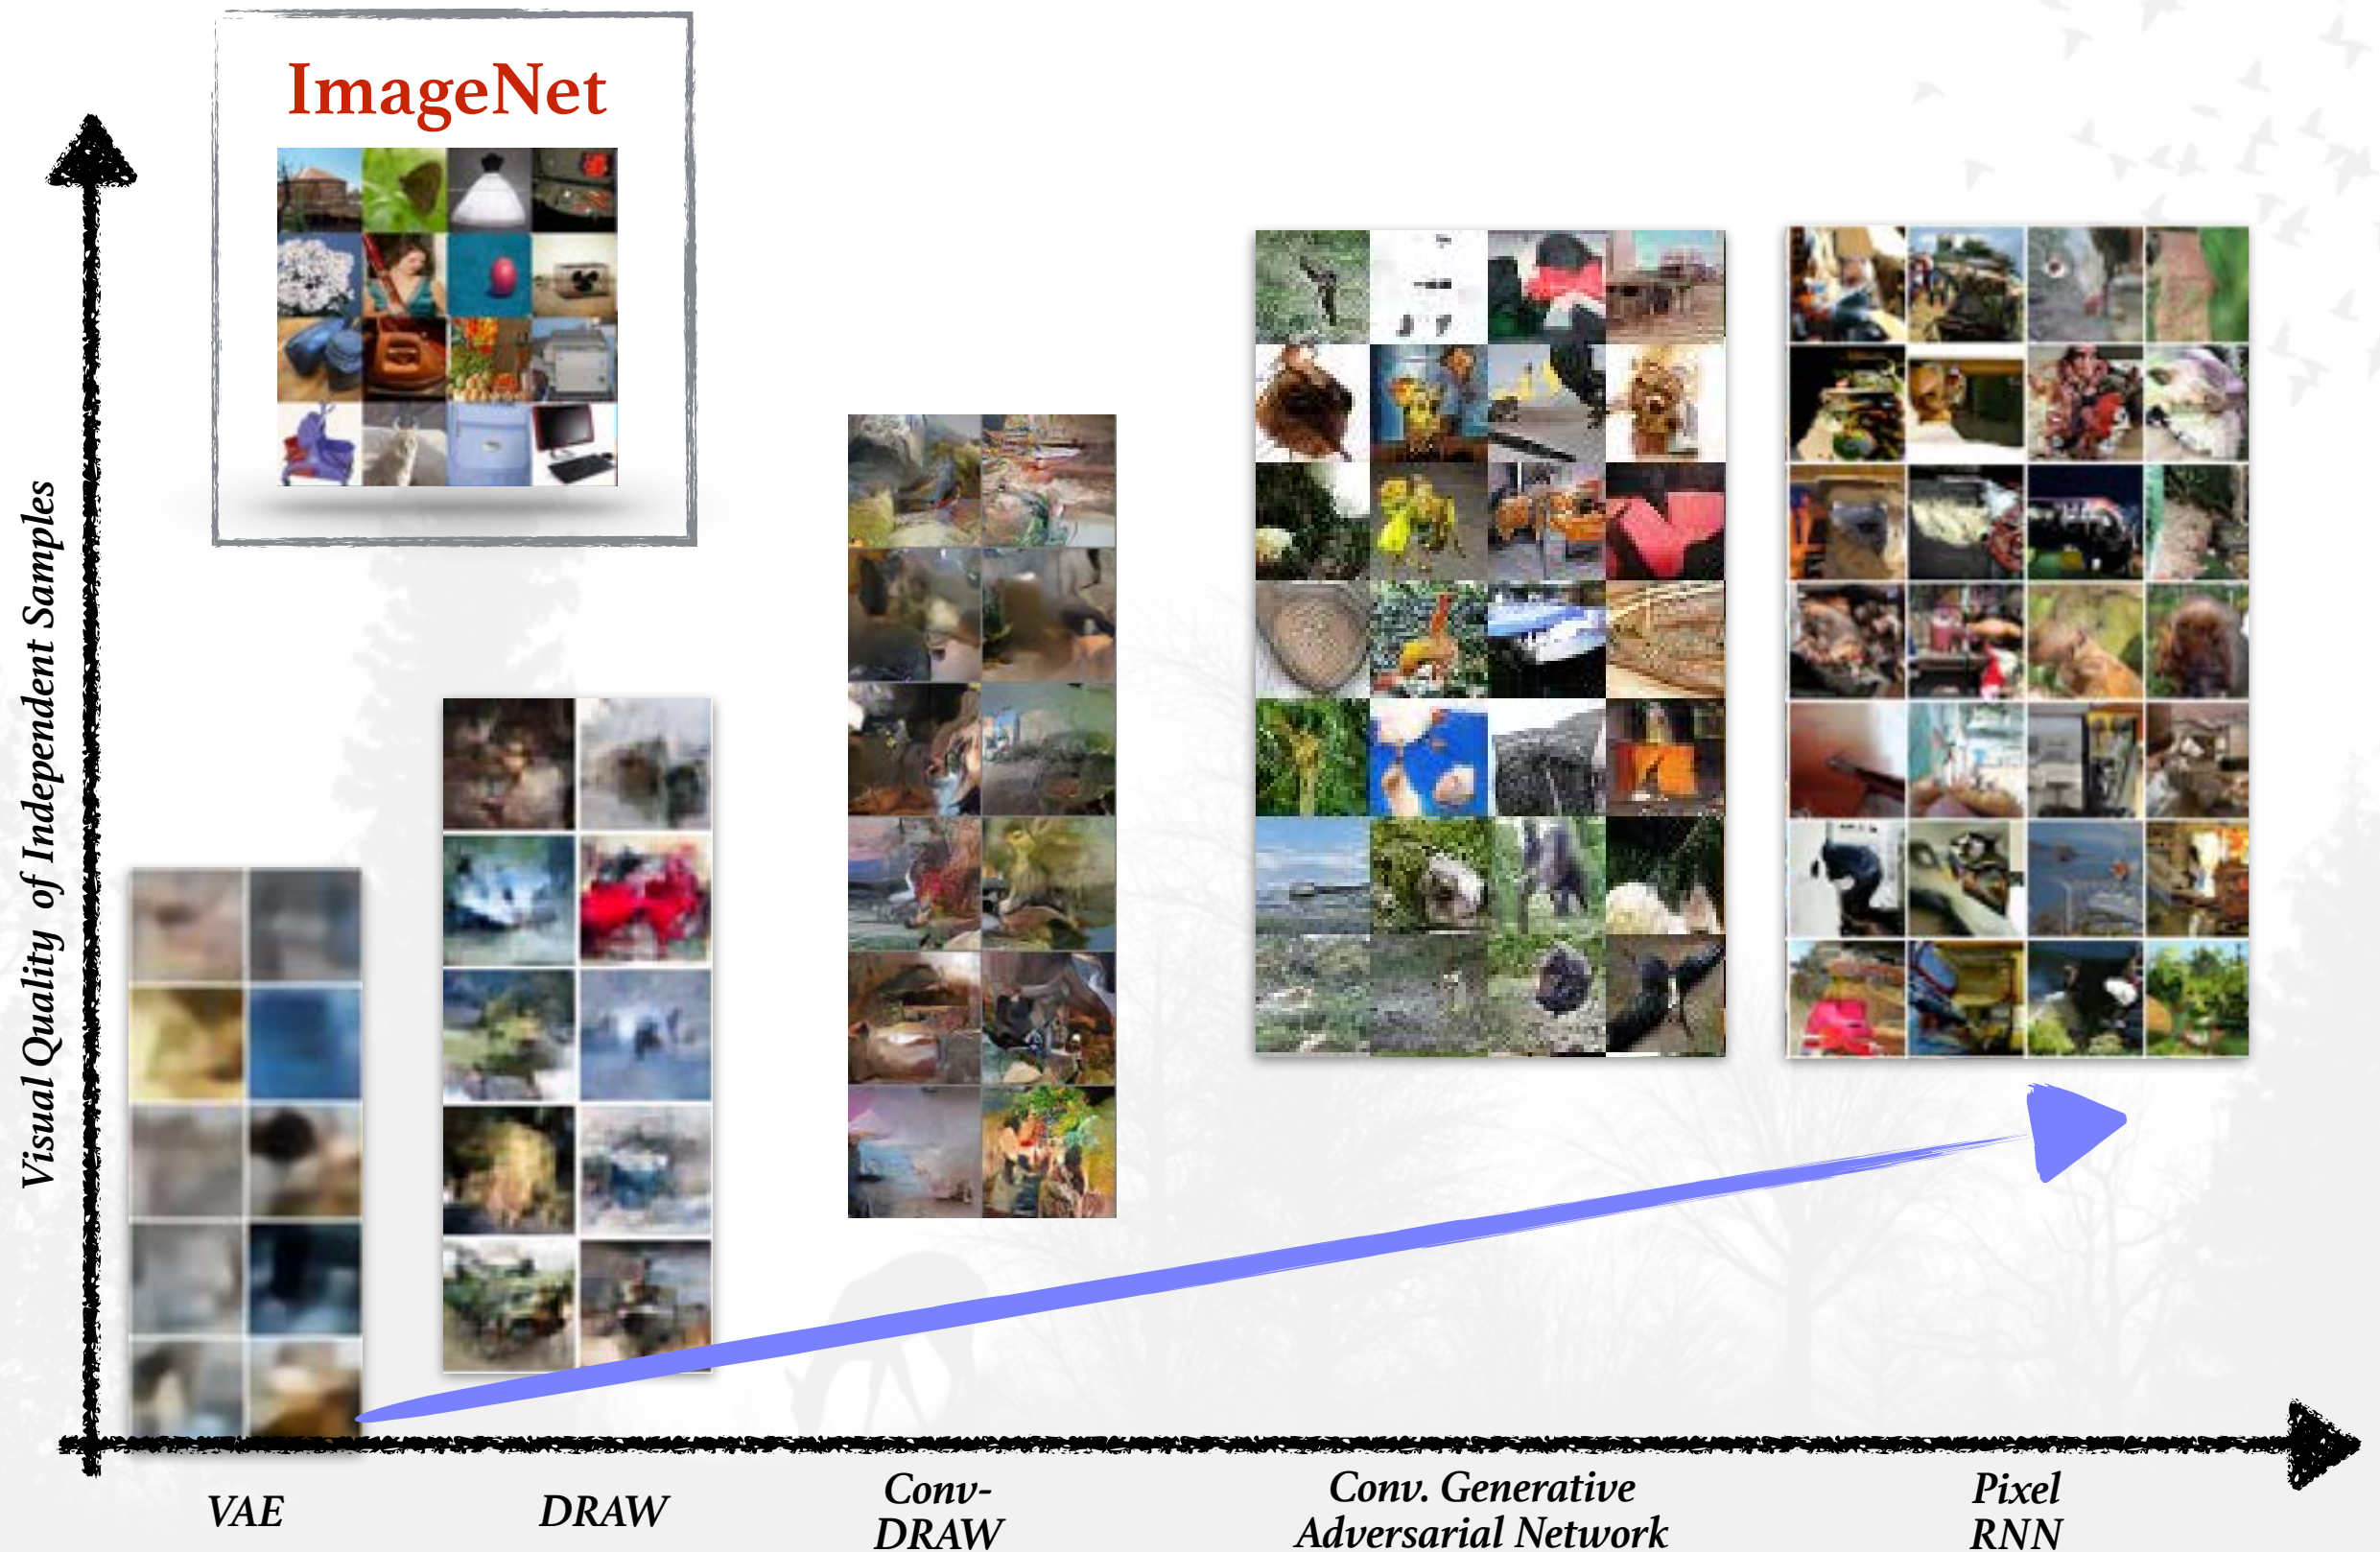 ImageNet
Visual Quality of Independent Samples
VAE
DRAW
Conv-
DRAW
Conv. Generative
Adversarial Network
Pixel
RNN